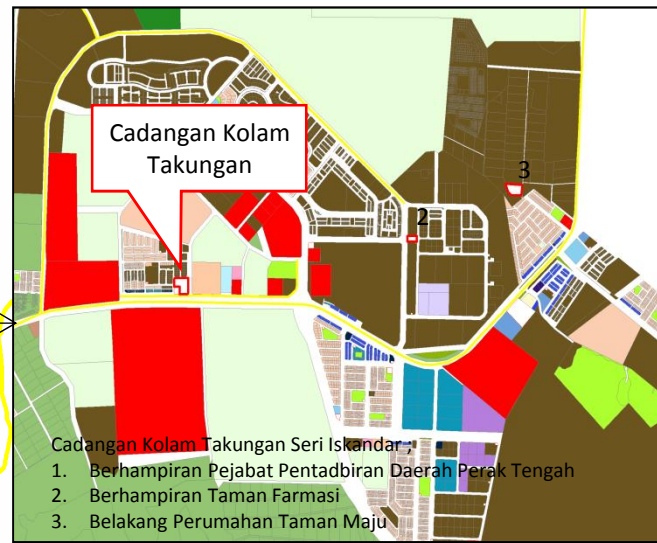 Cadangan Kolam
Takungan
3
2
Cadangan Kolam Takungan Seri Iskandar ;
1. Berhampiran Pejabat Pentadbiran Daerah Perak Tengah
2. Berhampiran Taman Farmasi
3. Belakang Perumahan Taman Maju